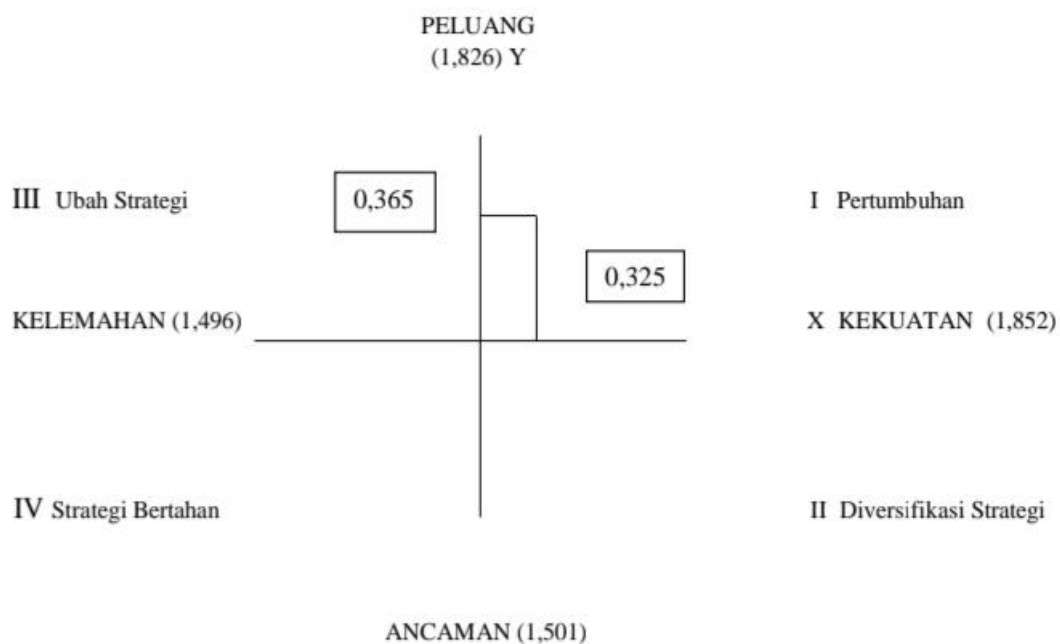 PELUANG
(1,826) Y
III Ubah Strategi
0,365
I Pertumbuhan
0,325
KELEMAHAN (1,496)
X KEKUATAN (1,852)
IV Strategi Bertahan
II Diversifikasi Strategi
ANCAMAN (1,501)